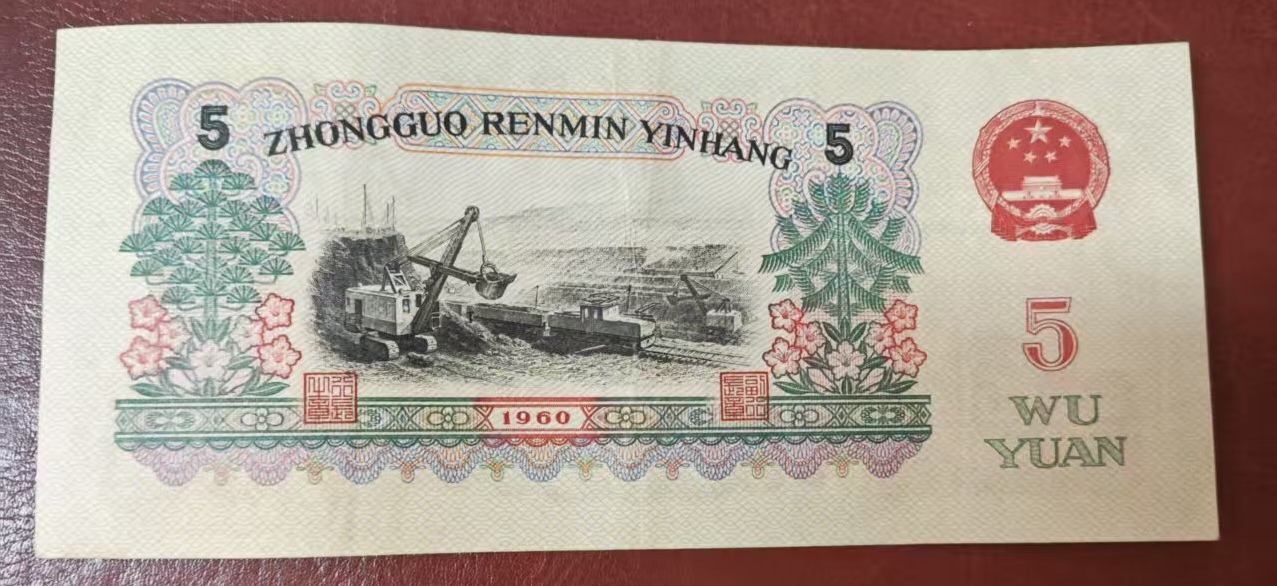 5 ZHONGGUO RENMIN YINHANG 5
5
WU
YUAN
1960